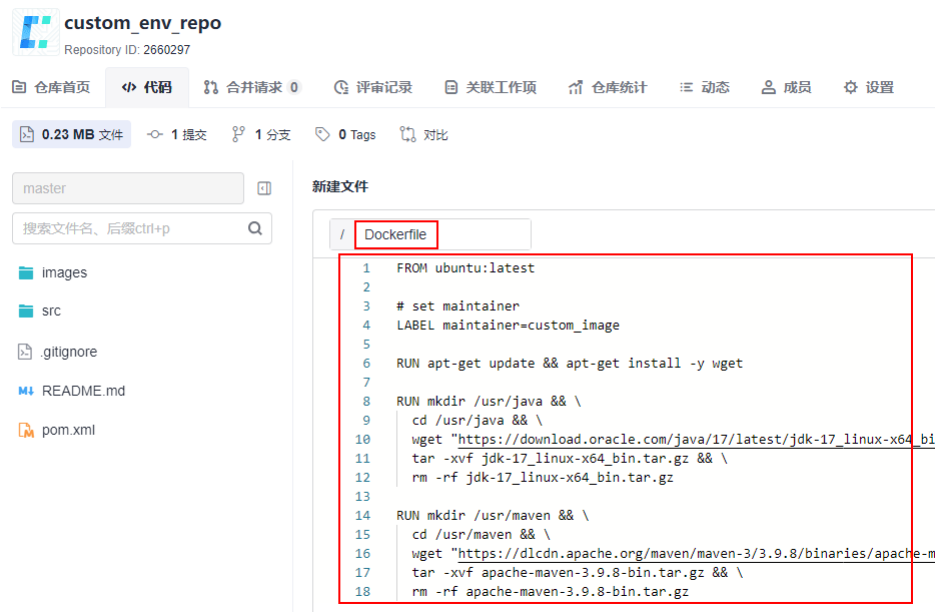 custom_env_repo
Repository ID: 2660297
仓库首页 代码 合并请求 0 评审记录 关联工作项 仓库统计 动态 成员 设置
0.23 MB 文件 1 提交 1 分支 0 Tags 对比
master
搜索文件名、后缀ctrl+p
images
src
.gitignore
README.md
pom.xml
新建文件
/ Dockerfile
1 FROM ubuntu:latest
2
3 # set maintainer
4 LABEL maintainer=custom_image
5
6 RUN apt-get update && apt-get install -y wget
7
8 RUN mkdir /usr/java && \
9 cd /usr/java && \
10 wget "https://download.oracle.com/java/17/latest/jdk-17_linux-x64_bi
11 tar -xvf jdk-17_linux-x64_bin.tar.gz && \
12 rm -rf jdk-17_linux-x64_bin.tar.gz
13
14 RUN mkdir /usr/maven && \
15 cd /usr/maven && \
16 wget "https://dlcdn.apache.org/maven/maven-3/3.9.8/binaries/apache-m
17 tar -xvf apache-maven-3.9.8-bin.tar.gz && \
18 rm -rf apache-maven-3.9.8-bin.tar.gz